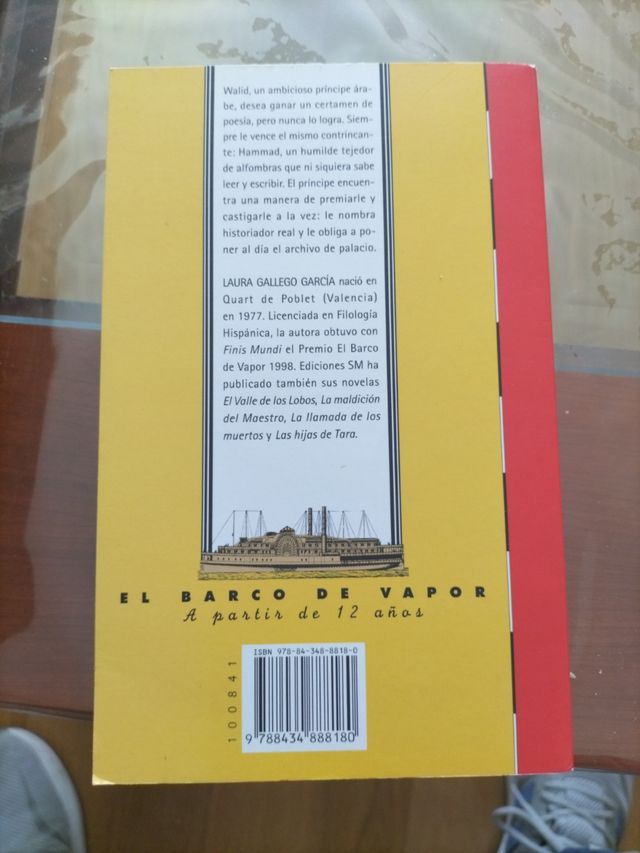 Walid, un ambicioso príncipe ára-
be, desea ganar un certamen de
poesía, pero nunca lo logra. Siem-
pre le vence el mismo contrincan-
te: Hammad, un humilde tejedor
de alfombras que ni siquiera sabe
leer y escribir. El príncipe encuen-
tra una manera de premiarle y
castigarle a la vez: le nombra
historiador real y le obliga a po-
ner al día el archivo de palacio.
LAURA GALLEGO GARCÍA nació en
Quart de Poblet (Valencia)
en 1977. Licenciada en Filología
Hispánica, la autora obtuvo con
Finis Mundi el Premio El Barco
de Vapor 1998. Ediciones SM ha
publicado también sus novelas
El Valle de los Lobos, La maldición
del Maestro, La llamada de los
muertos y Las hijas de Tara.
EL BARCO DE VAPOR
A partir de 12 años
100841
ISBN 978-84-348-8818-0
9 788434 888180